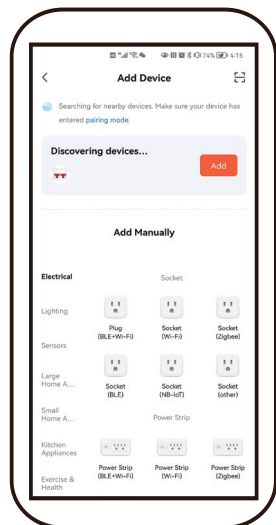 74% 4:15
Add Device
Searching for nearby devices. Make sure your device has
entered pairing mode.
Discovering devices...
Add
Add Manually
Electrical
Socket
Lighting
Plug
(BLE+Wi-Fi)
Socket
(Wi-Fi)
Socket
(Zigbee)
Sensors
Large
Home A...
Socket
(BLE)
Socket
(NB-IoT)
Socket
(other)
Small
Home A...
Power Strip
Kitchen
Appliances
Power Strip
(BLE+Wi-Fi)
Power Strip
(Wi-Fi)
Power Strip
(Zigbee)
Exercise &
Health